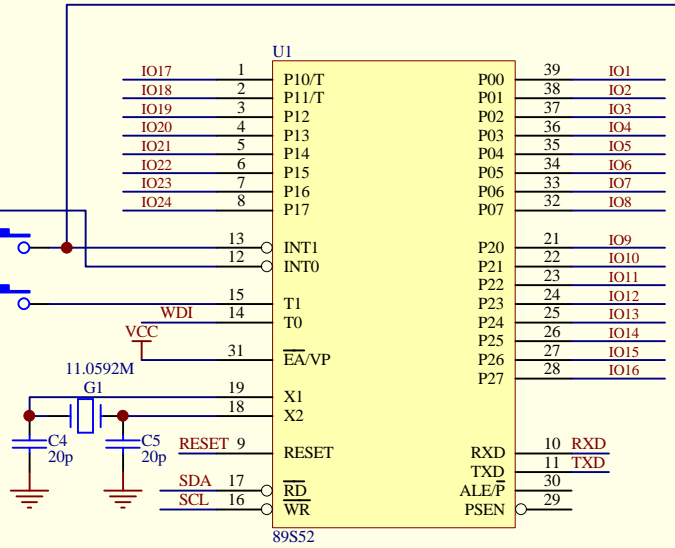 U1
IO17 1 P10/T P00 39 IO1
IO18 2 P11/T P01 38 IO2
IO19 3 P12 P02 37 IO3
IO20 4 P13 P03 36 IO4
IO21 5 P14 P04 35 IO5
IO22 6 P15 P05 34 IO6
IO23 7 P16 P06 33 IO7
IO24 8 P17 P07 32 IO8
13 INT1 P20 21 IO9
12 INT0 P21 22 IO10
P22 23 IO11
15 T1 P23 24 IO12
WDI 14 T0 P24 25 IO13
VCC P25 26 IO14
31 EA/VP P26 27 IO15
P27 28 IO16
11.0592M
G1
19 X1
18 X2
C4 20p
C5 20p
RESET 9 RESET RXD 10 RXD
TXD 11 TXD
SDA 17 RD ALE/P 30
SCL 16 WR PSEN 29
89S52